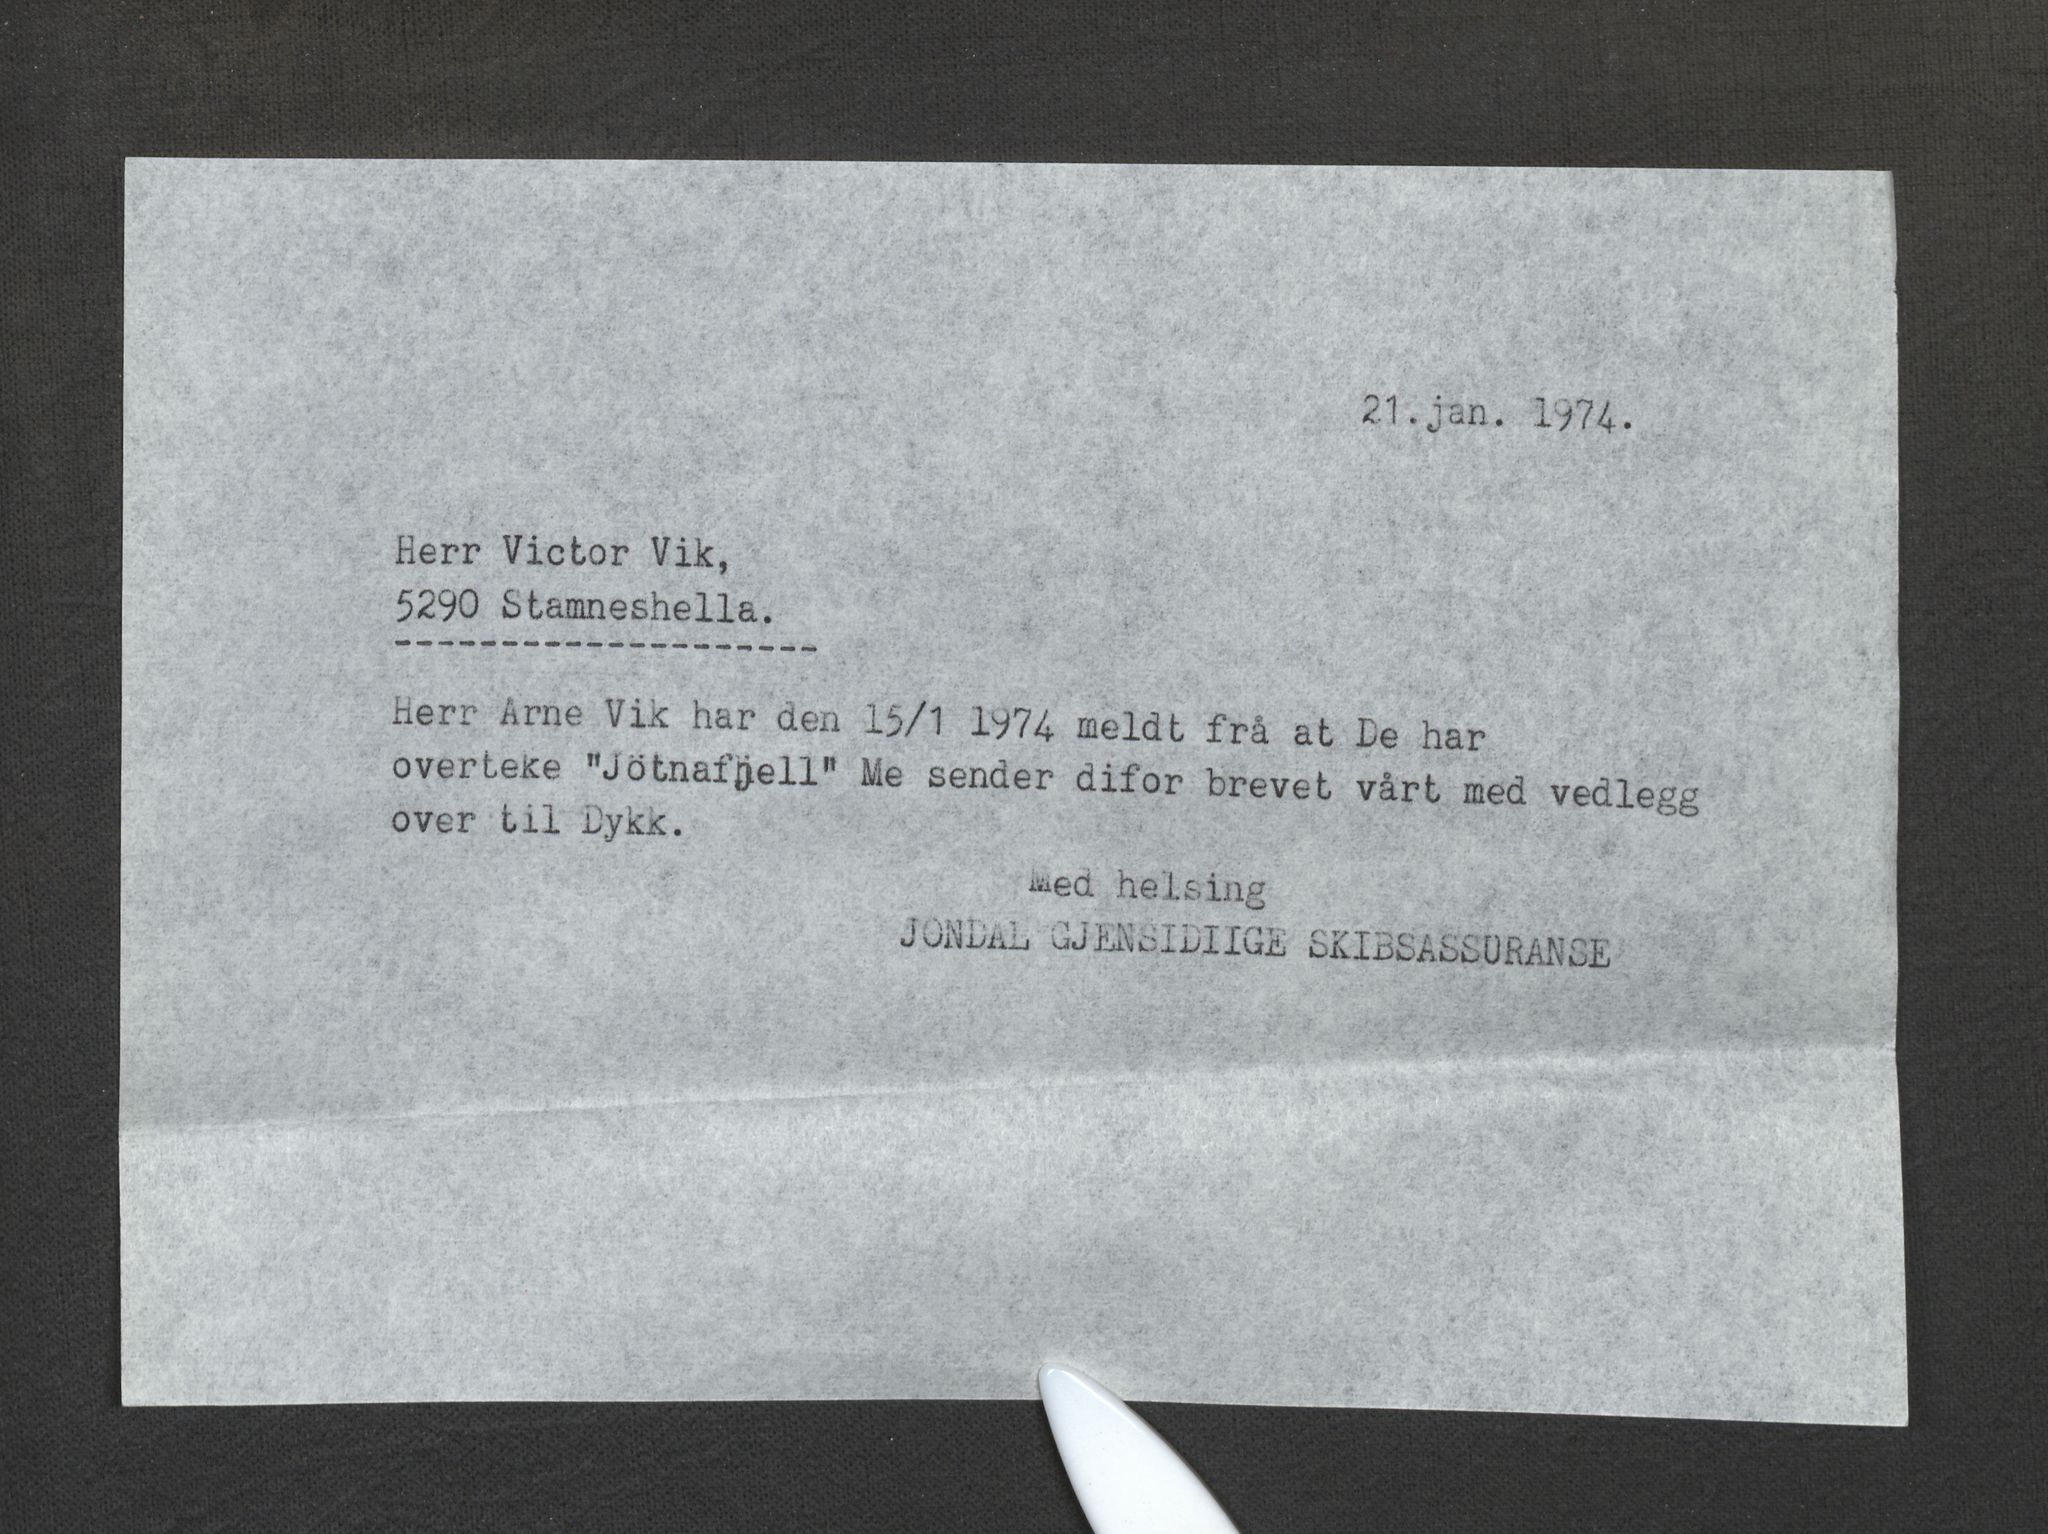 21.jan. 1974.
Herr Victor Vik,
5290 Stamneshella.
--------------------
Herr Arne Vik har den 15/1 1974 meldt frå at De har
overteke "Jötnafjell" Me sender difor brevet vårt med vedlegg
over til Dykk.
Med helsing
JONDAL GJENSIDIIGE SKIBSASSURANSE